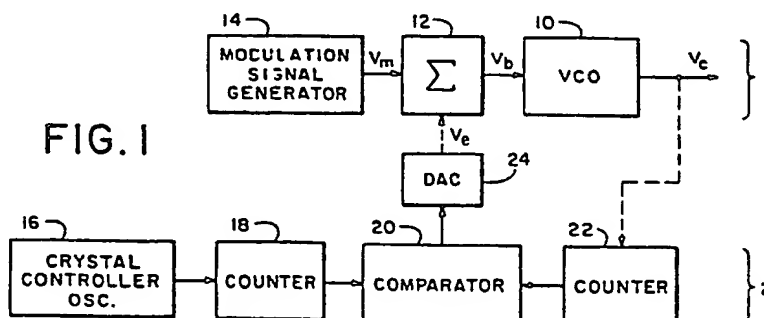 14
12
10
MODULATION
SIGNAL
GENERATOR
Vm
Σ
Vb
VCO
Vc
FIG. 1
Ve
DAC
24
16
18
20
22
CRYSTAL
CONTROLLER
OSC.
COUNTER
COMPARATOR
COUNTER
2